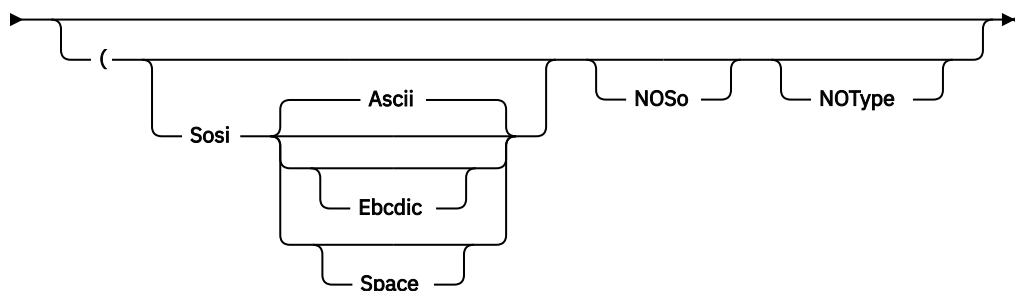 (
Ascii
NOSo
NOType
Sosi
Ebcdic
Space